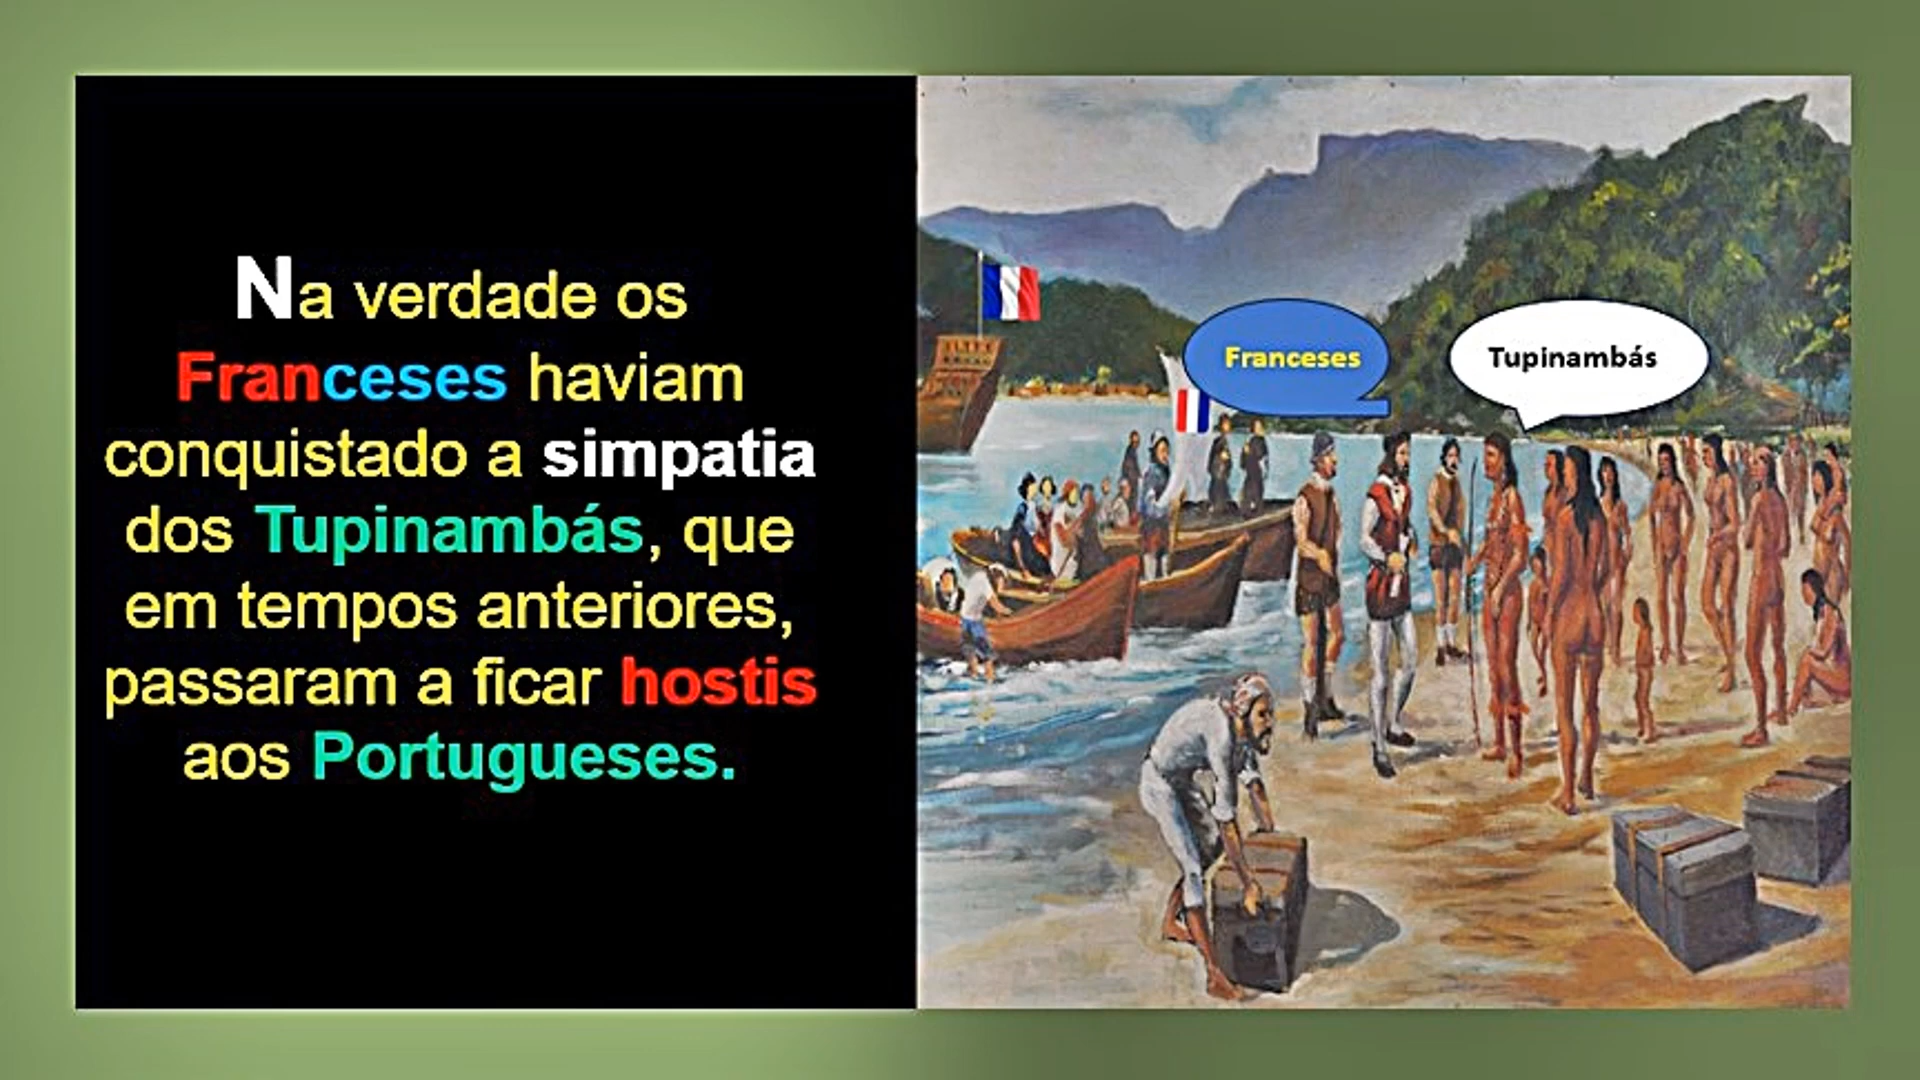 Na verdade os
Franceses haviam
conquistado a simpatia
dos Tupinambás, que
em tempos anteriores,
passaram a ficar hostis
aos Portugueses.
Franceses
Tupinambás